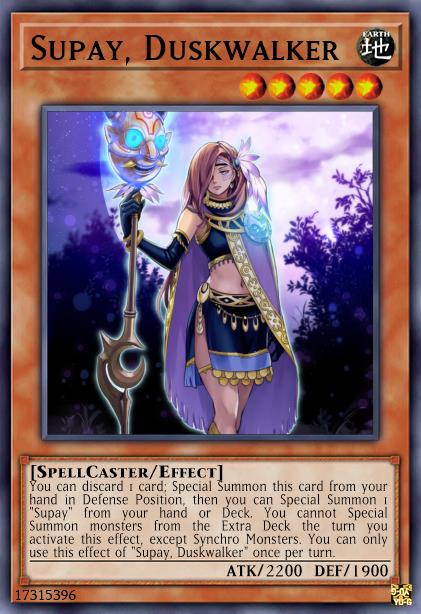 Supay, Duskwalker
EARTH
地
[SpellCaster/Effect]
You can discard 1 card; Special Summon this card from your
hand in Defense Position, then you can Special Summon 1
"Supay" from your hand or Deck. You cannot Special
Summon monsters from the Extra Deck the turn you
activate this effect, except Synchro Monsters. You can only
use this effect of "Supay, Duskwalker" once per turn.
ATK/2200 DEF/1900
17315396